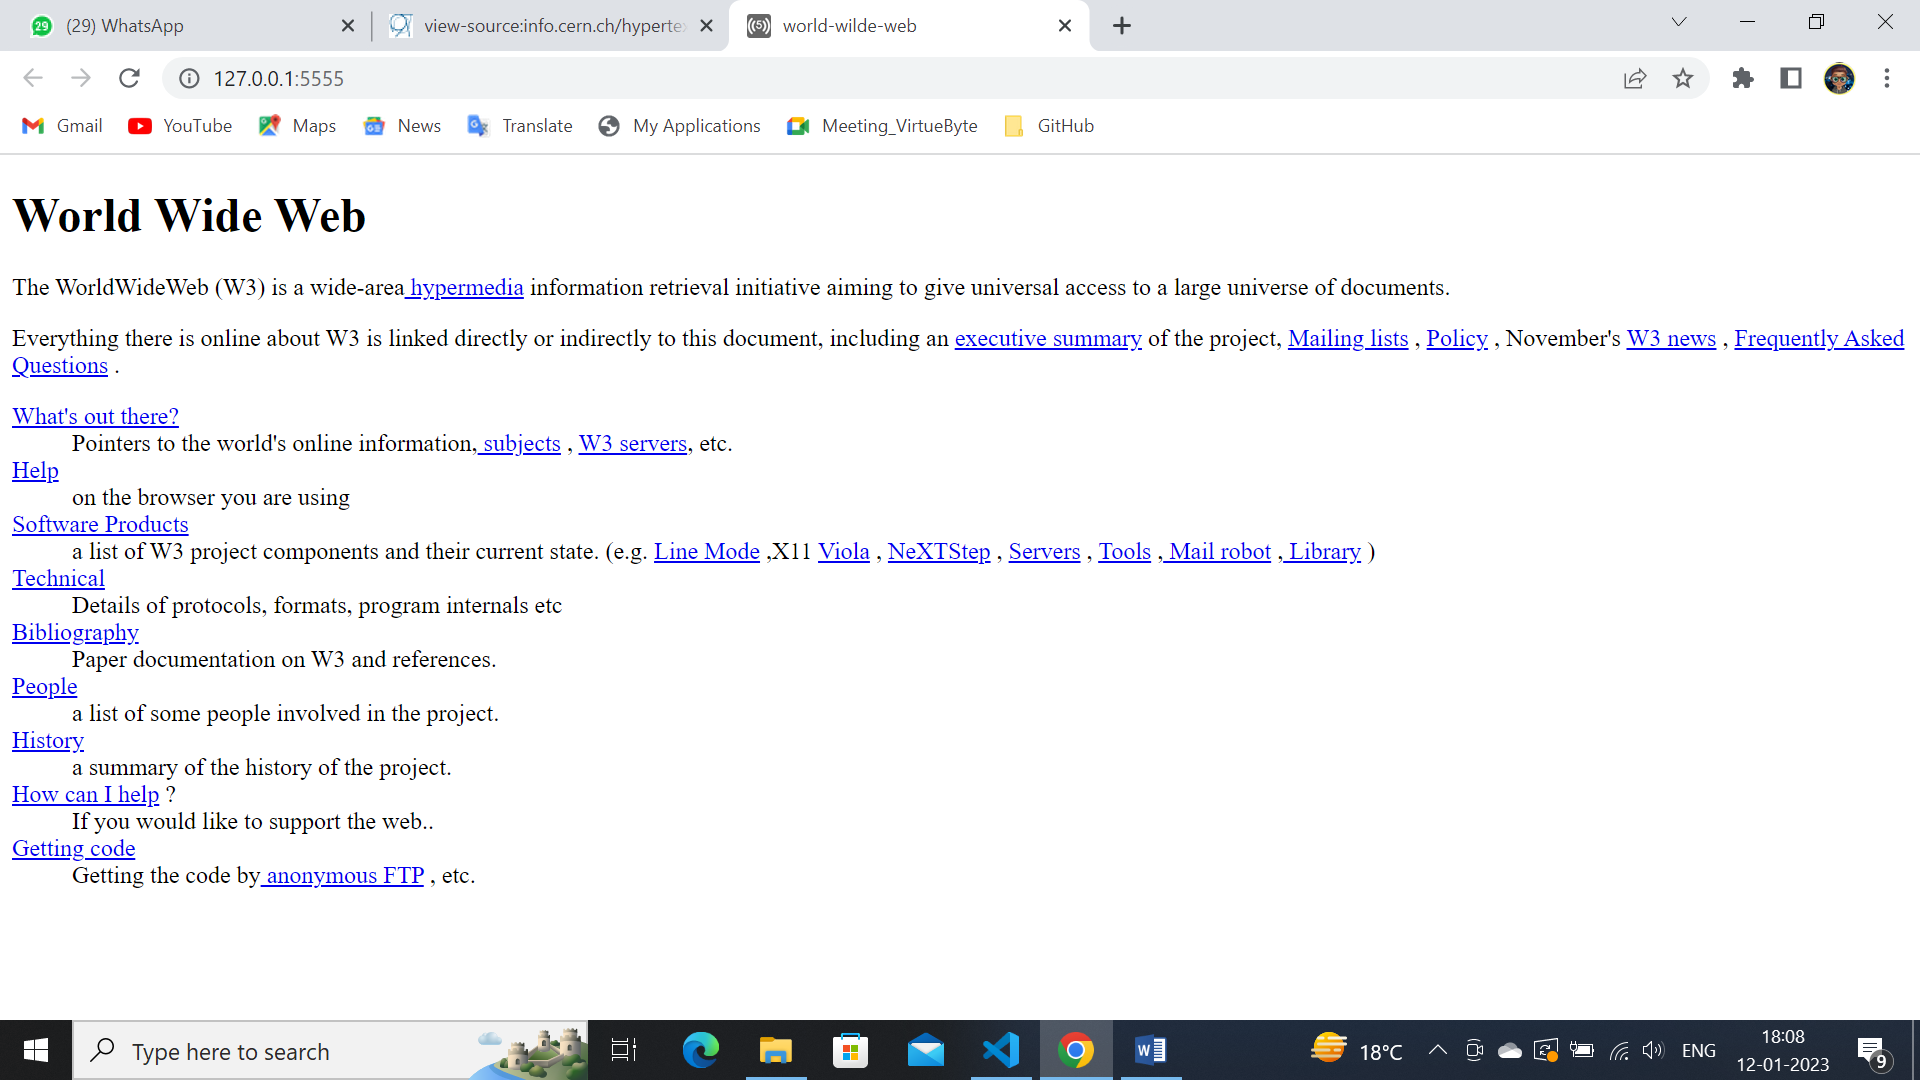 29 (29) WhatsApp view-source:info.cern.ch/hyperte (5) world-wilde-web
127.0.0.1:5555
Gmail YouTube Maps News Translate My Applications Meeting_VirtueByte GitHub
World Wide Web
The WorldWideWeb (W3) is a wide-area hypermedia information retrieval initiative aiming to give universal access to a large universe of documents.
Everything there is online about W3 is linked directly or indirectly to this document, including an executive summary of the project, Mailing lists , Policy , November's W3 news , Frequently Asked
Questions .
What's out there?
Pointers to the world's online information, subjects , W3 servers, etc.
Help
on the browser you are using
Software Products
a list of W3 project components and their current state. (e.g. Line Mode ,X11 Viola , NeXTStep , Servers , Tools , Mail robot , Library )
Technical
Details of protocols, formats, program internals etc
Bibliography
Paper documentation on W3 and references.
People
a list of some people involved in the project.
History
a summary of the history of the project.
How can I help ?
If you would like to support the web..
Getting code
Getting the code by anonymous FTP , etc.
Type here to search W 18°C ENG 18:08
12-01-2023 9